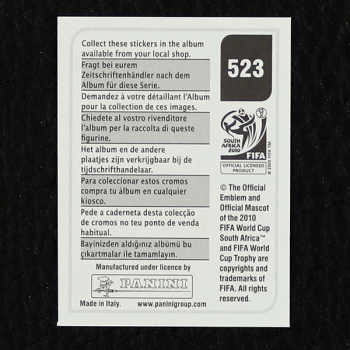 Collect these stickers in the album
available from your local shop.
Fragt bei eurem
Zeitschriftenhändler nach dem
Album für diese Serie.
Demandez à votre détaillant l'Album
pour la collection de ces images.
Chiedete al vostro rivenditore
l'album per la raccolta di queste
figurine.
Het album en de andere
plaatjes zijn verkrijgbaar bij de
tijdschrifthandel.
Para coleccionar estos cromos
compra tu álbum en cualquier
kiosco.
Pede a caderneta desta colecção
de cromos no teu ponto de venda
habitual.
Bayinizden aldığınız albümü bu
çıkartmalar ile tamamlayın.
Manufactured under licence by
PANINI
Made in Italy. www.paninigroup.com
523
SOUTH AFRICA
2010
FIFA
OFFICIAL LICENSED
PRODUCT
© The Official
Emblem and
Official Mascot
of the 2010
FIFA World Cup
South Africa™
and FIFA World
Cup Trophy are
copyrights and
trademarks of
FIFA. All rights
reserved.